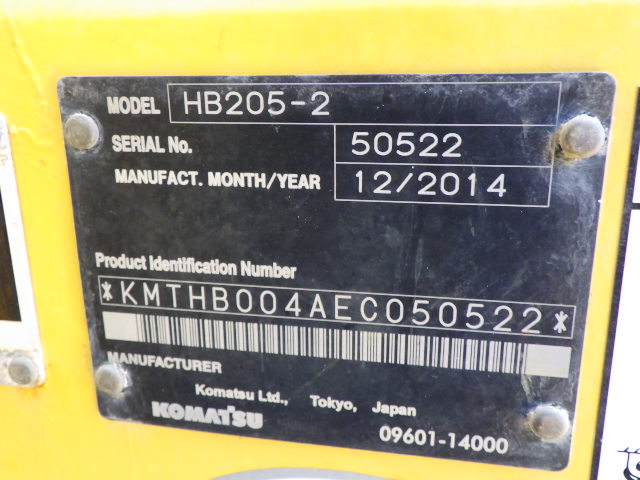 MODEL HB205-2
SERIAL No. 50522
MANUFACT. MONTH/YEAR 12/2014
Product Identification Number
*KMTHB004AEC050522*
MANUFACTURER
Komatsu Ltd., Tokyo, Japan
KOMATSU 09601-14000